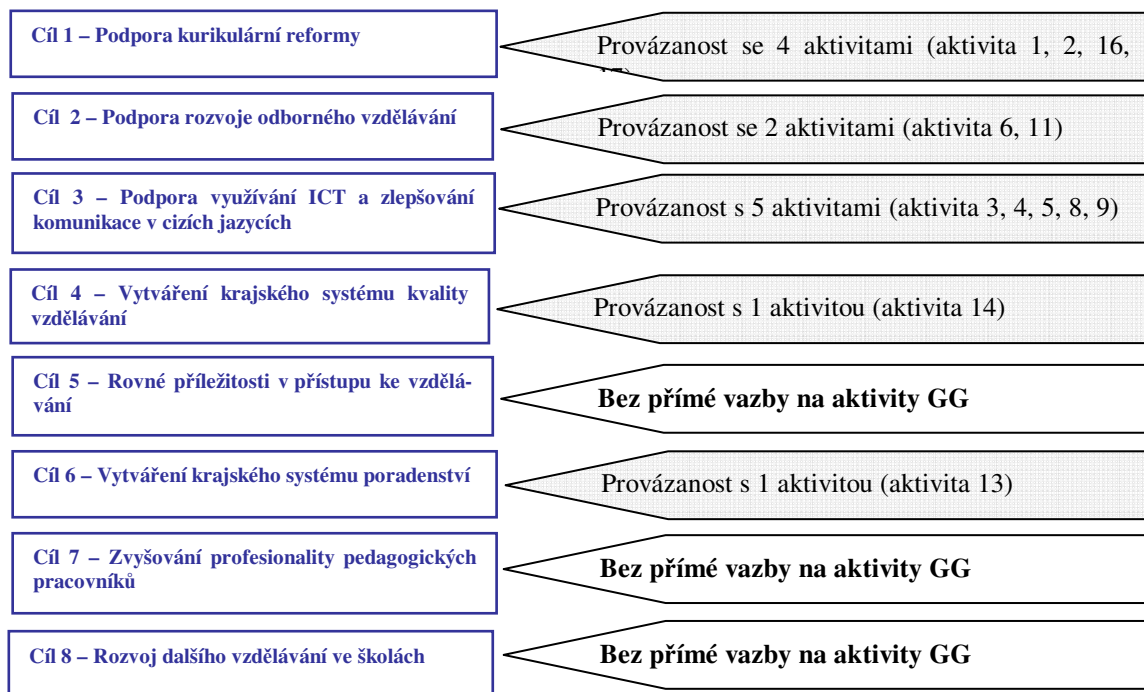 Cíl 1 – Podpora kurikulární reformy
Provázanost se 4 aktivitami (aktivita 1, 2, 16,
Cíl 2 – Podpora rozvoje odborného vzdělávání
Provázanost se 2 aktivitami (aktivita 6, 11)
Cíl 3 – Podpora využívání ICT a zlepšování
komunikace v cizích jazycích
Provázanost s 5 aktivitami (aktivita 3, 4, 5, 8, 9)
Cíl 4 – Vytváření krajského systému kvality
vzdělávání
Provázanost s 1 aktivitou (aktivita 14)
Cíl 5 – Rovné příležitosti v přístupu ke vzdělá-
vání
Bez přímé vazby na aktivity GG
Cíl 6 – Vytváření krajského systému poradenství
Provázanost s 1 aktivitou (aktivita 13)
Cíl 7 – Zvyšování profesionality pedagogických
pracovníků
Bez přímé vazby na aktivity GG
Cíl 8 – Rozvoj dalšího vzdělávání ve školách
Bez přímé vazby na aktivity GG